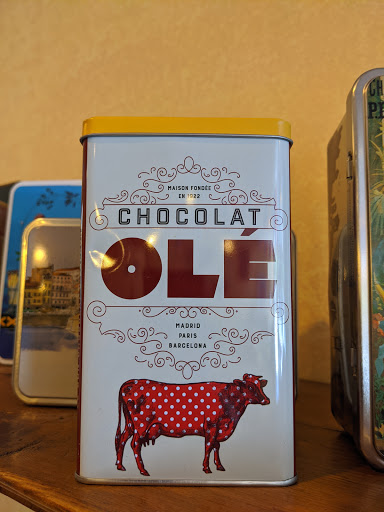 MAISON FONDÉE
EN 1922
CHOCOLAT
OLÉ
MADRID
PARIS
BARCELONA